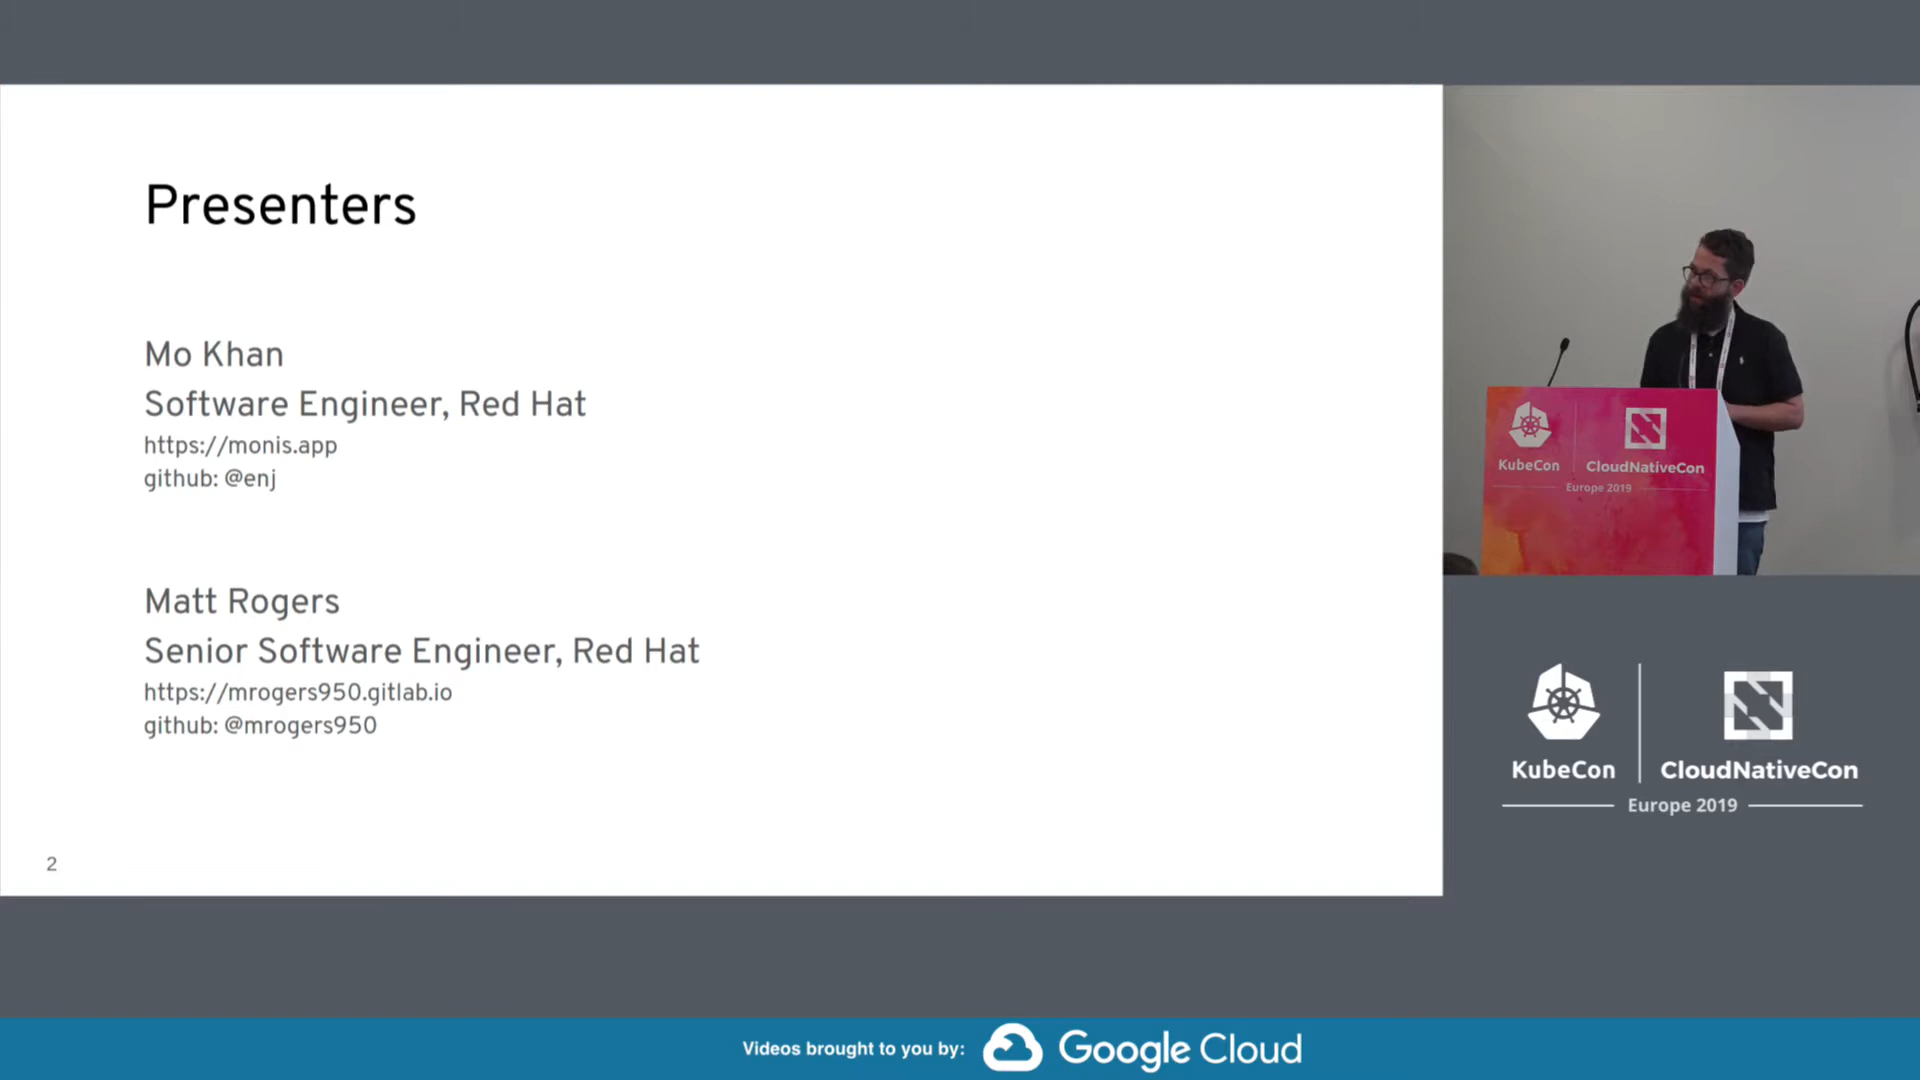 Presenters
Mo Khan
Software Engineer, Red Hat
https://monis.app
github: @enj
Matt Rogers
Senior Software Engineer, Red Hat
https://mrogers950.gitlab.io
github: @mrogers950
2
KubeCon
CloudNativeCon
Europe 2019
KubeCon
CloudNativeCon
Europe 2019
Videos brought to you by:
Google Cloud